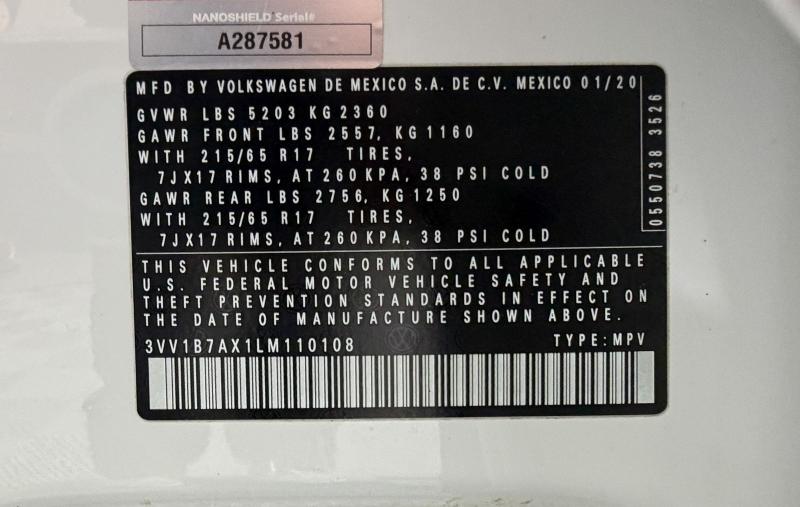 NANOSHIELD Serial#
A287581
MFD BY VOLKSWAGEN DE MEXICO S.A. DE C.V. MEXICO 01/20
GVWR LBS 5203 KG 2360
GAWR FRONT LBS 2557, KG 1160
WITH 215/65 R17 TIRES,
7JX17 RIMS, AT 260 KPA, 38 PSI COLD
GAWR REAR LBS 2756, KG 1250
WITH 215/65 R17 TIRES,
7JX17 RIMS, AT 260 KPA, 38 PSI COLD
0550738 3526
THIS VEHICLE CONFORMS TO ALL APPLICABLE
U.S. FEDERAL MOTOR VEHICLE SAFETY AND
THEFT PREVENTION STANDARDS IN EFFECT ON
THE DATE OF MANUFACTURE SHOWN ABOVE.
3VV1B7AX1LM110108 TYPE: MPV